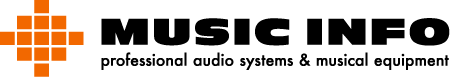 MUSIC INFO
professional audio systems & musical equipment